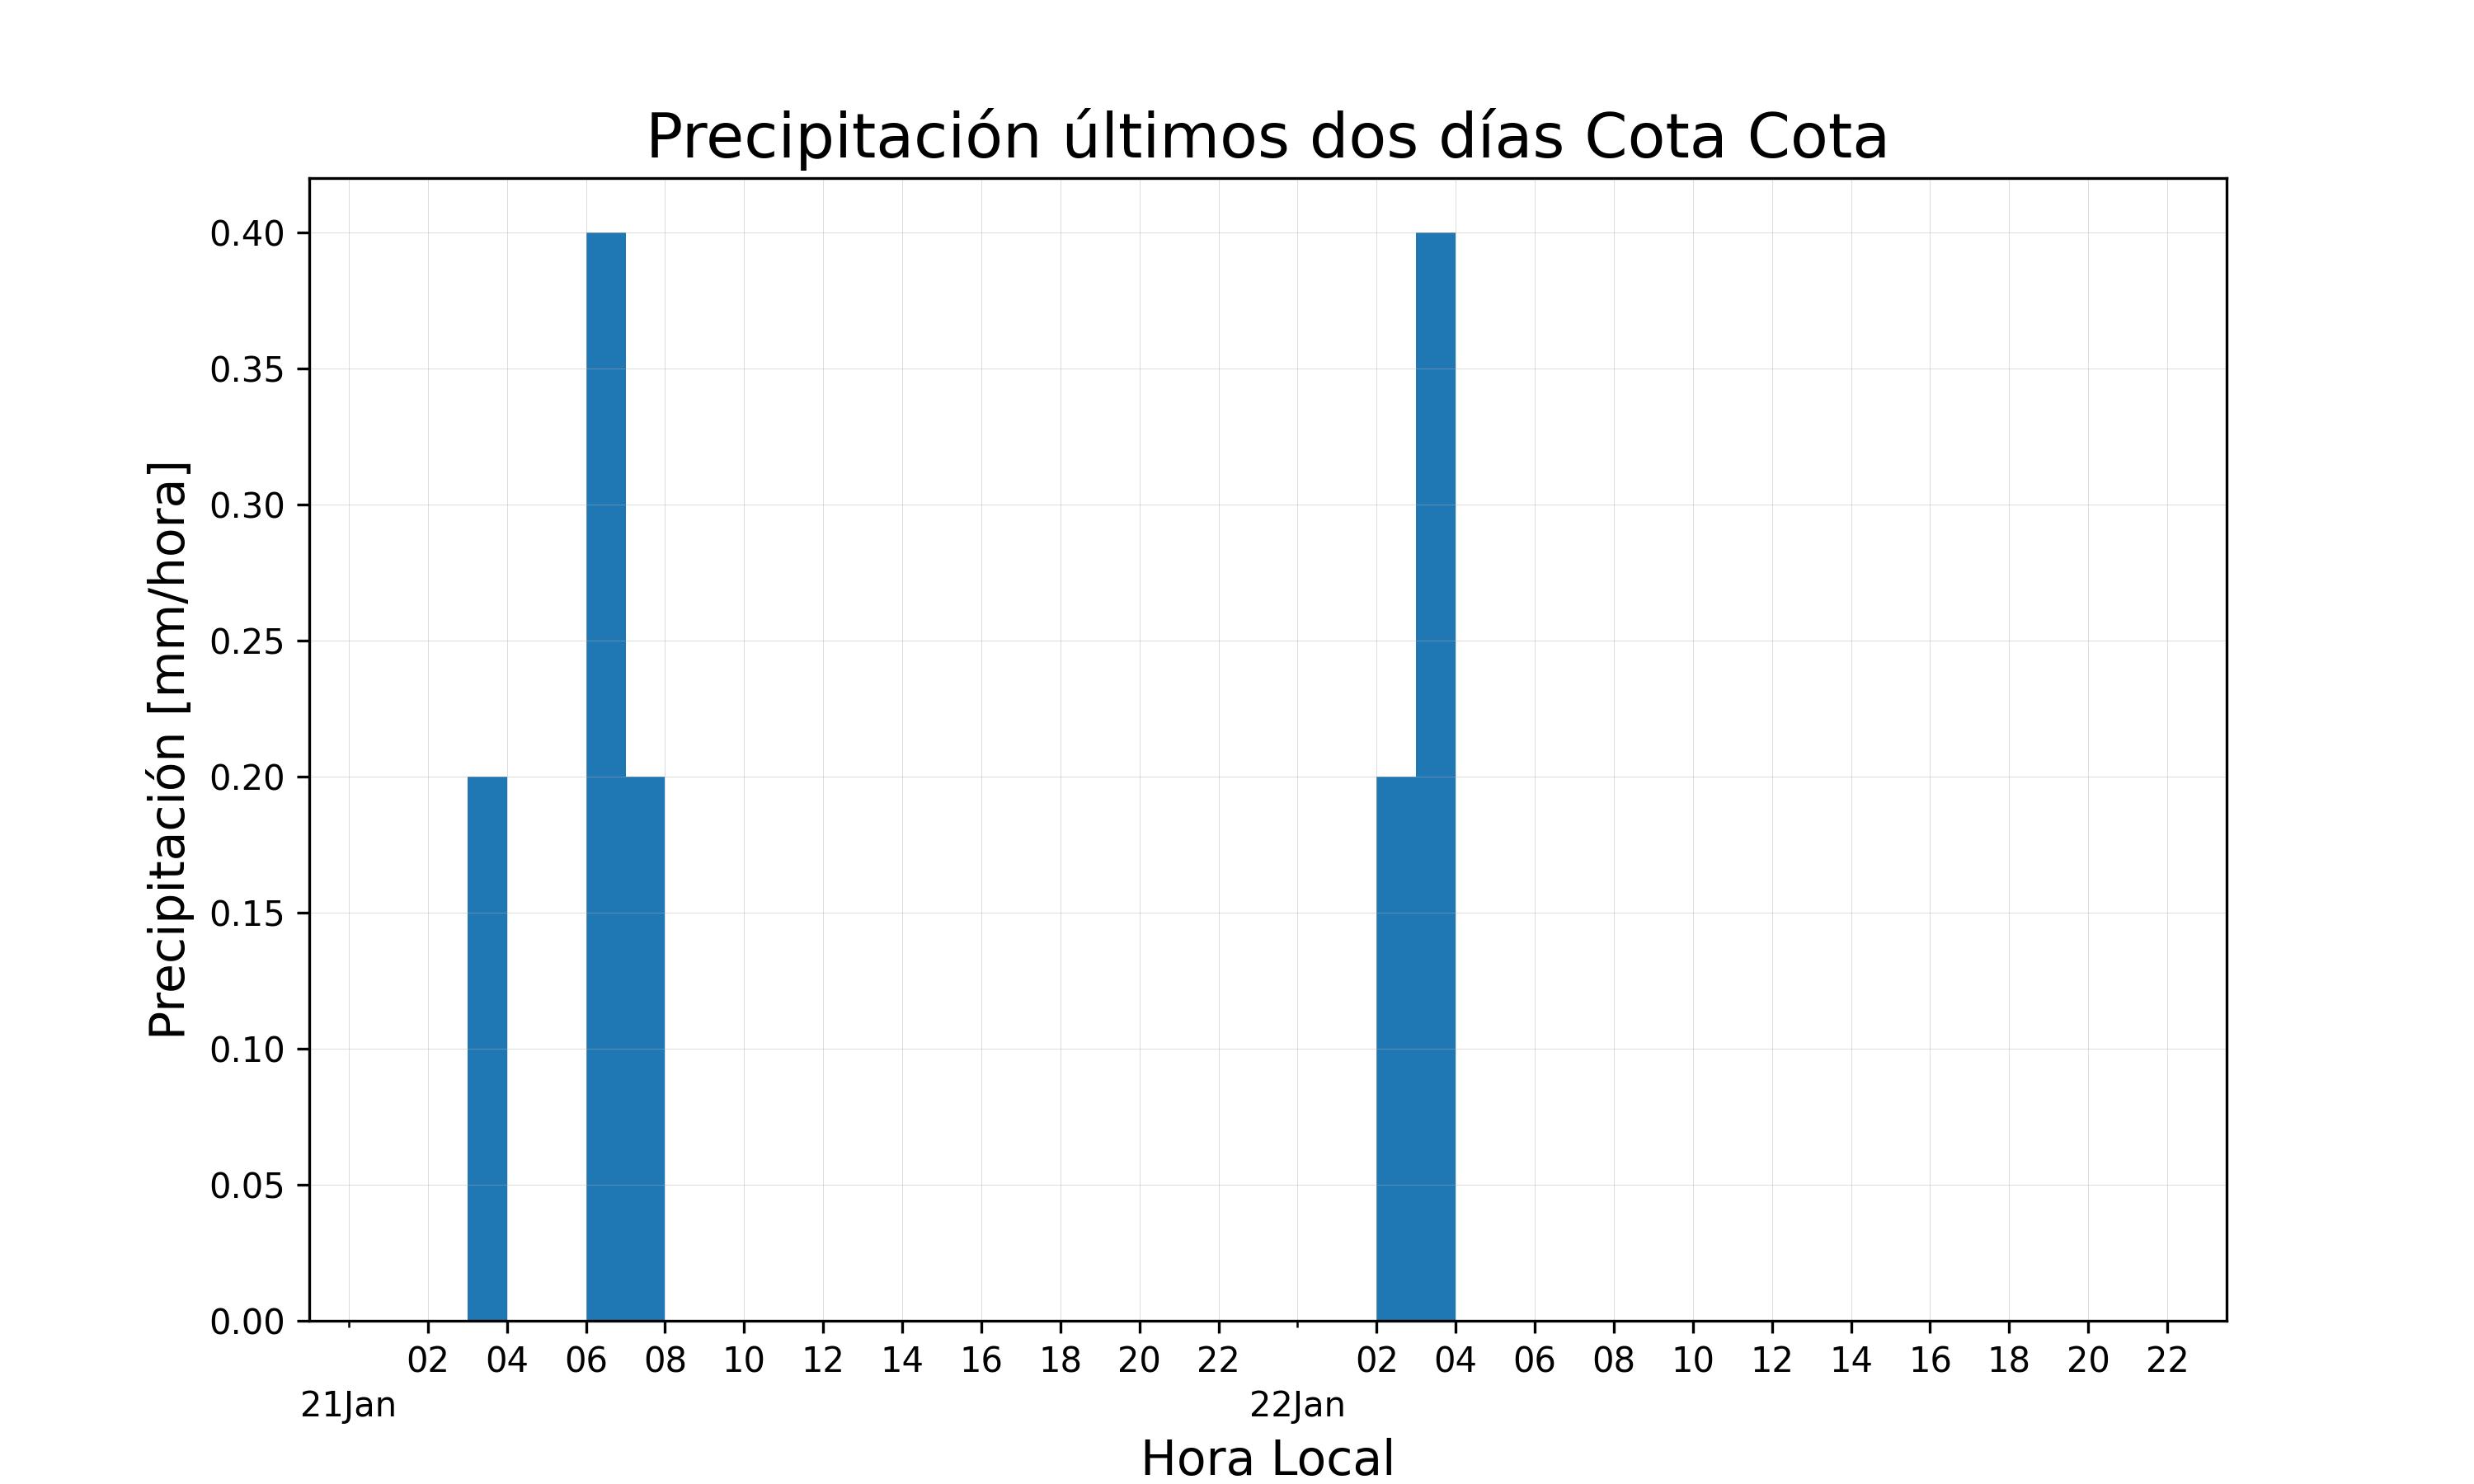 Precipitación últimos dos días Cota Cota
Precipitación [mm/hora]
0.40
0.35
0.30
0.25
0.20
0.15
0.10
0.05
0.00
02 04 06 08 10 12 14 16 18 20 22 02 04 06 08 10 12 14 16 18 20 22
21Jan 22Jan
Hora Local